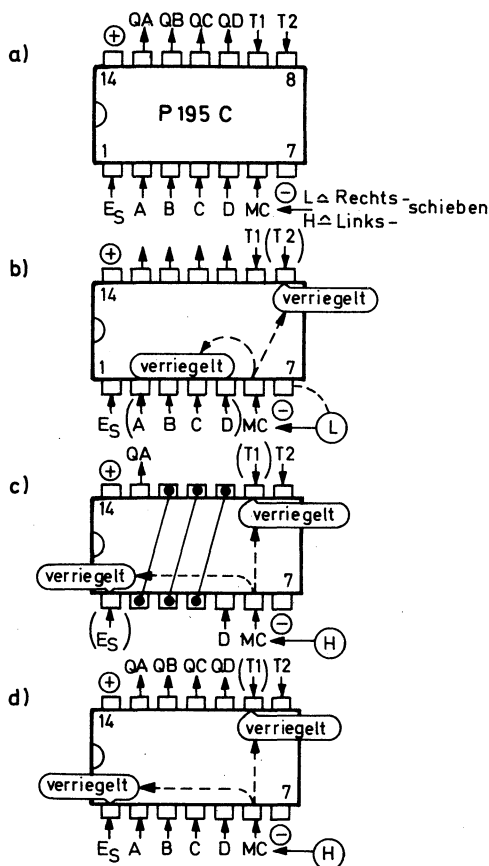 QA QB QC QD T1 T2
a) ⊕
14 8
P 195 C
1 7
⊖ L ≙ Rechts- schieben
ES A B C D MC H ≙ Links-
T1 (T2)
b) ⊕
14
verriegelt
verriegelt
1 7
⊖
ES (A B C D) MC L
QA (T1) T2
c) ⊕
14
verriegelt
verriegelt
7
⊖
(ES) D MC H
QA QB QC QD (T1) T2
d) ⊕
14
verriegelt
verriegelt
7
⊖
ES A B C D MC H